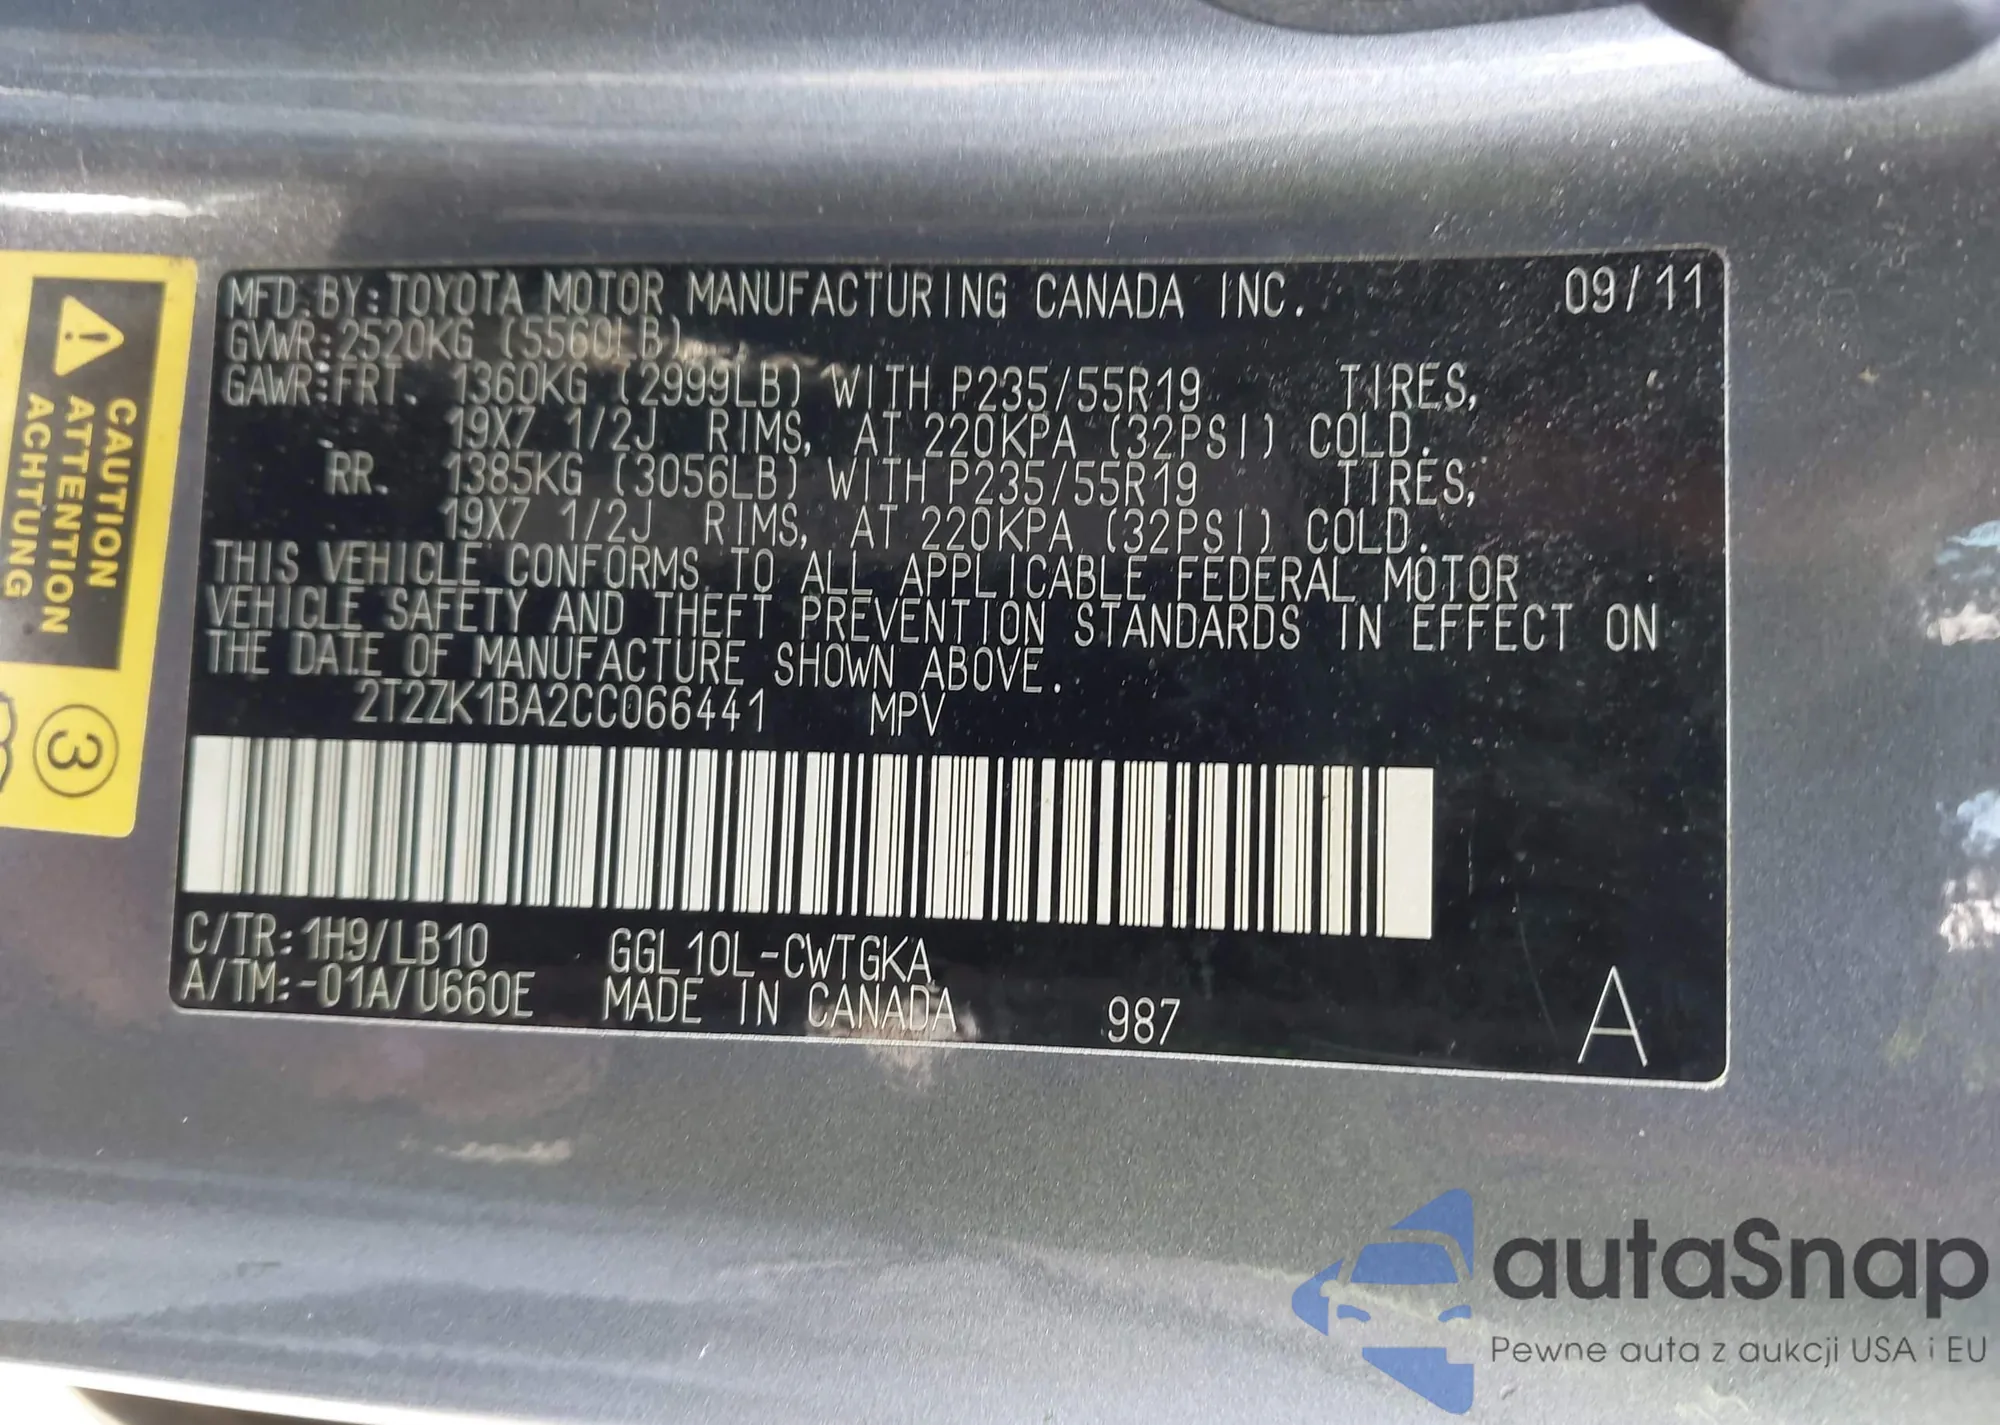 MFD. BY: TOYOTA MOTOR MANUFACTURING CANADA INC. 09/11
GVWR: 2520KG (5560LB)
GAWR: FRT. 1360KG (2999LB) WITH P235/55R19 TIRES,
19X7 1/2J RIMS, AT 220KPA (32PSI) COLD.
RR. 1385KG (3056LB) WITH P235/55R19 TIRES,
19X7 1/2J RIMS, AT 220KPA (32PSI) COLD.
THIS VEHICLE CONFORMS TO ALL APPLICABLE FEDERAL MOTOR
VEHICLE SAFETY AND THEFT PREVENTION STANDARDS IN EFFECT ON
THE DATE OF MANUFACTURE SHOWN ABOVE.
2T2ZK1BA2CC066441 MPV
C/TR: 1H9/LB10 GGL10L-CWTGKA
A/TM: -01A/U660E MADE IN CANADA 987 A
CAUTION
ATTENTION
ACHTUNG
3
autaSnap
Pewne auta z aukcji USA i EU